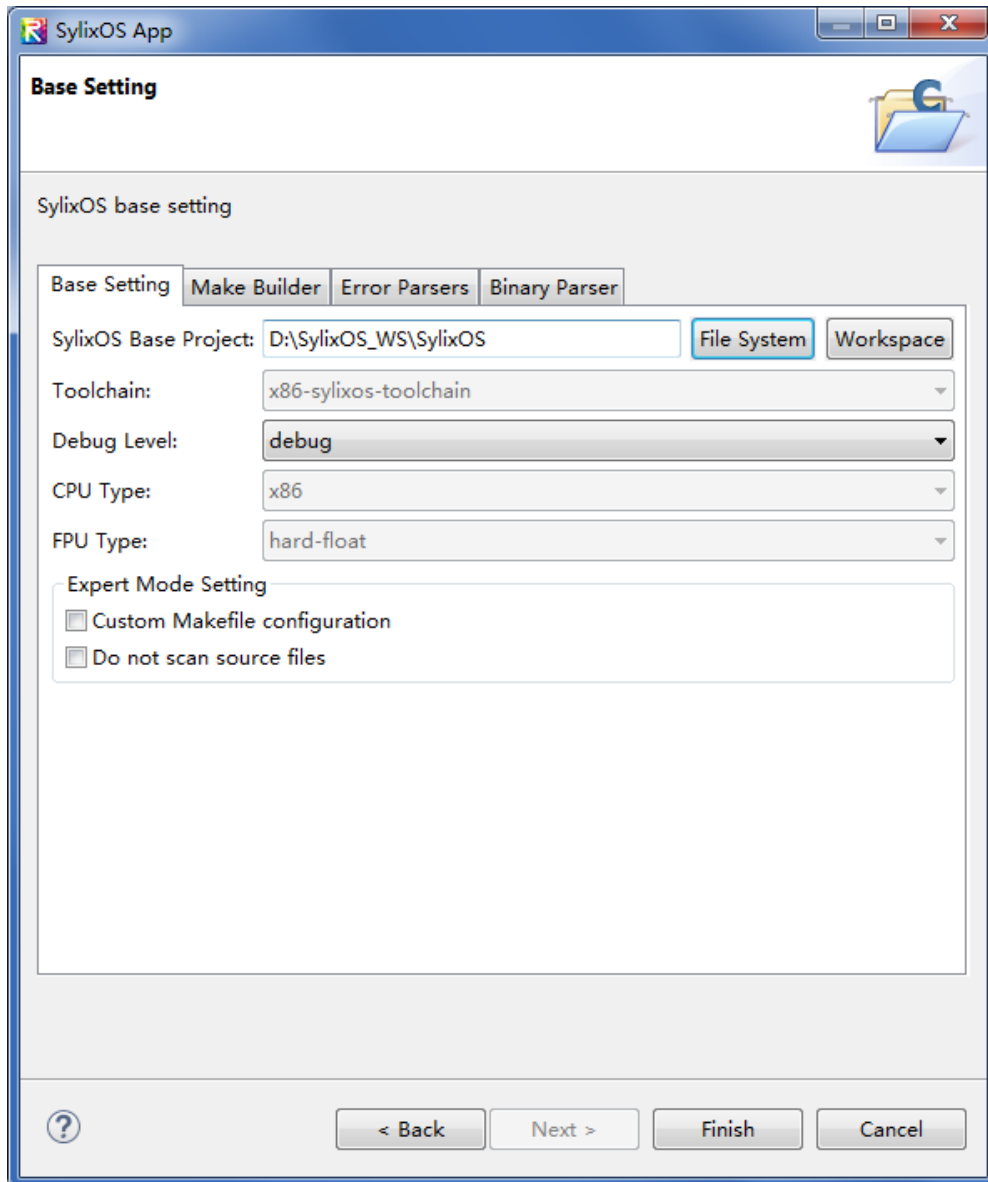 SylixOS App
Base Setting
SylixOS base setting
Base Setting Make Builder Error Parsers Binary Parser
SylixOS Base Project: D:\SylixOS_WS\SylixOS File System Workspace
Toolchain: x86-sylixos-toolchain
Debug Level: debug
CPU Type: x86
FPU Type: hard-float
Expert Mode Setting
Custom Makefile configuration
Do not scan source files
? < Back Next > Finish Cancel